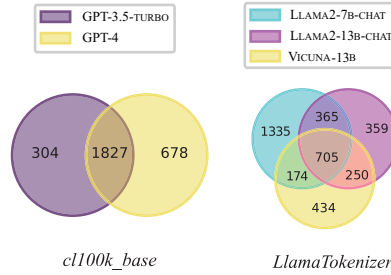 GPT-3.5-TURBO
GPT-4
304
1827
678
cl100k_base
LLAMA2-7B-CHAT
LLAMA2-13B-CHAT
VICUNA-13B
1335
365
359
705
174
250
434
LlamaTokenizer